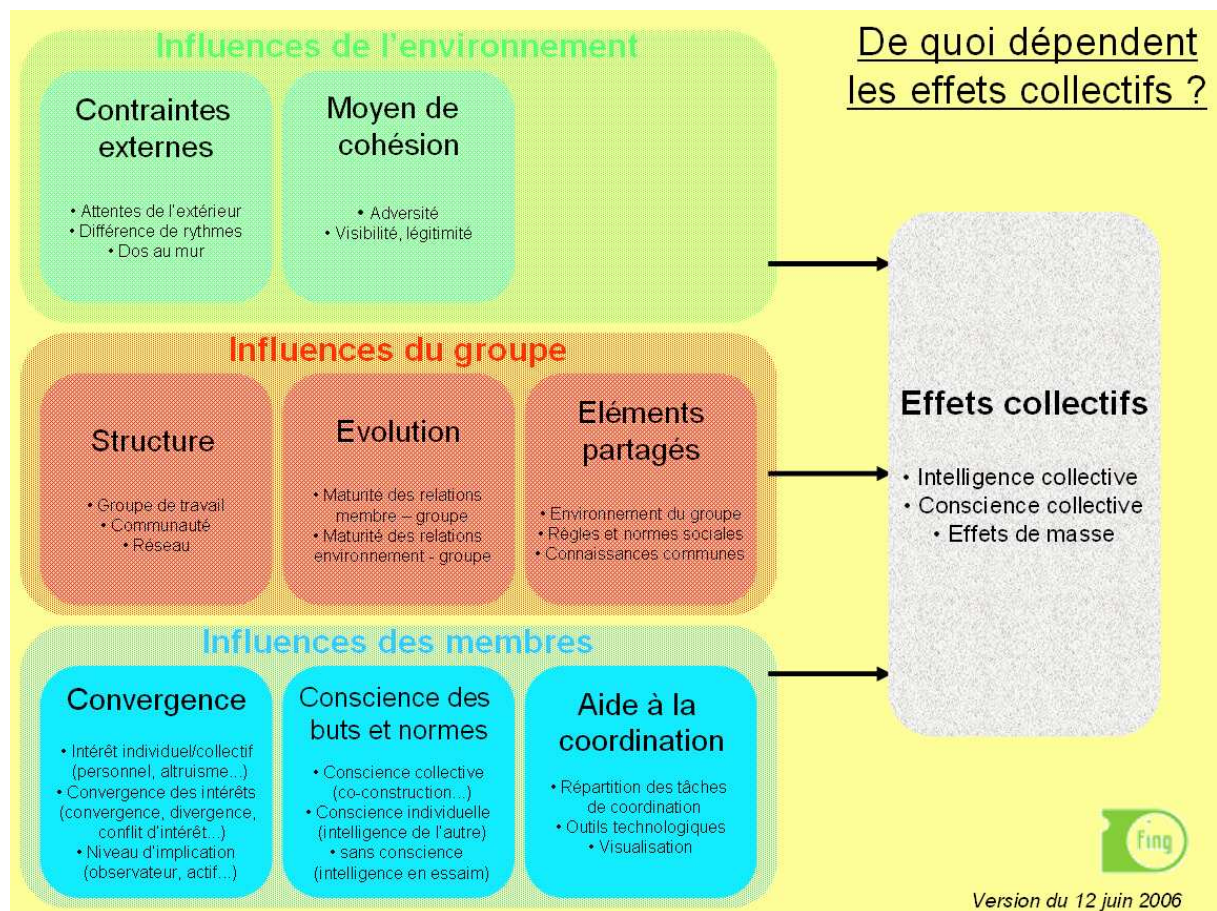 De quoi dépendent
les effets collectifs ?
Influences de l'environnement
Contraintes
externes
• Attentes de l'extérieur
• Différence de rythmes
• Dos au mur
Moyen de
cohésion
• Adversité
• Visibilité, légitimité
Influences du groupe
Structure
• Groupe de travail
• Communauté
• Réseau
Evolution
• Maturité des relations
membre – groupe
• Maturité des relations
environnement - groupe
Eléments
partagés
• Environnement du groupe
• Règles et normes sociales
• Connaissances communes
Influences des membres
Convergence
• Intérêt individuel/collectif
(personnel, altruisme...)
• Convergence des intérêts
(convergence, divergence,
conflit d'intérêt...)
• Niveau d'implication
(observateur, actif...)
Conscience des
buts et normes
• Conscience collective
(co-construction...)
• Conscience individuelle
(intelligence de l'autre)
• sans conscience
(intelligence en essaim)
Aide à la
coordination
• Répartition des tâches
de coordination
• Outils technologiques
• Visualisation
Effets collectifs
• Intelligence collective
• Conscience collective
• Effets de masse
Fing
Version du 12 juin 2006